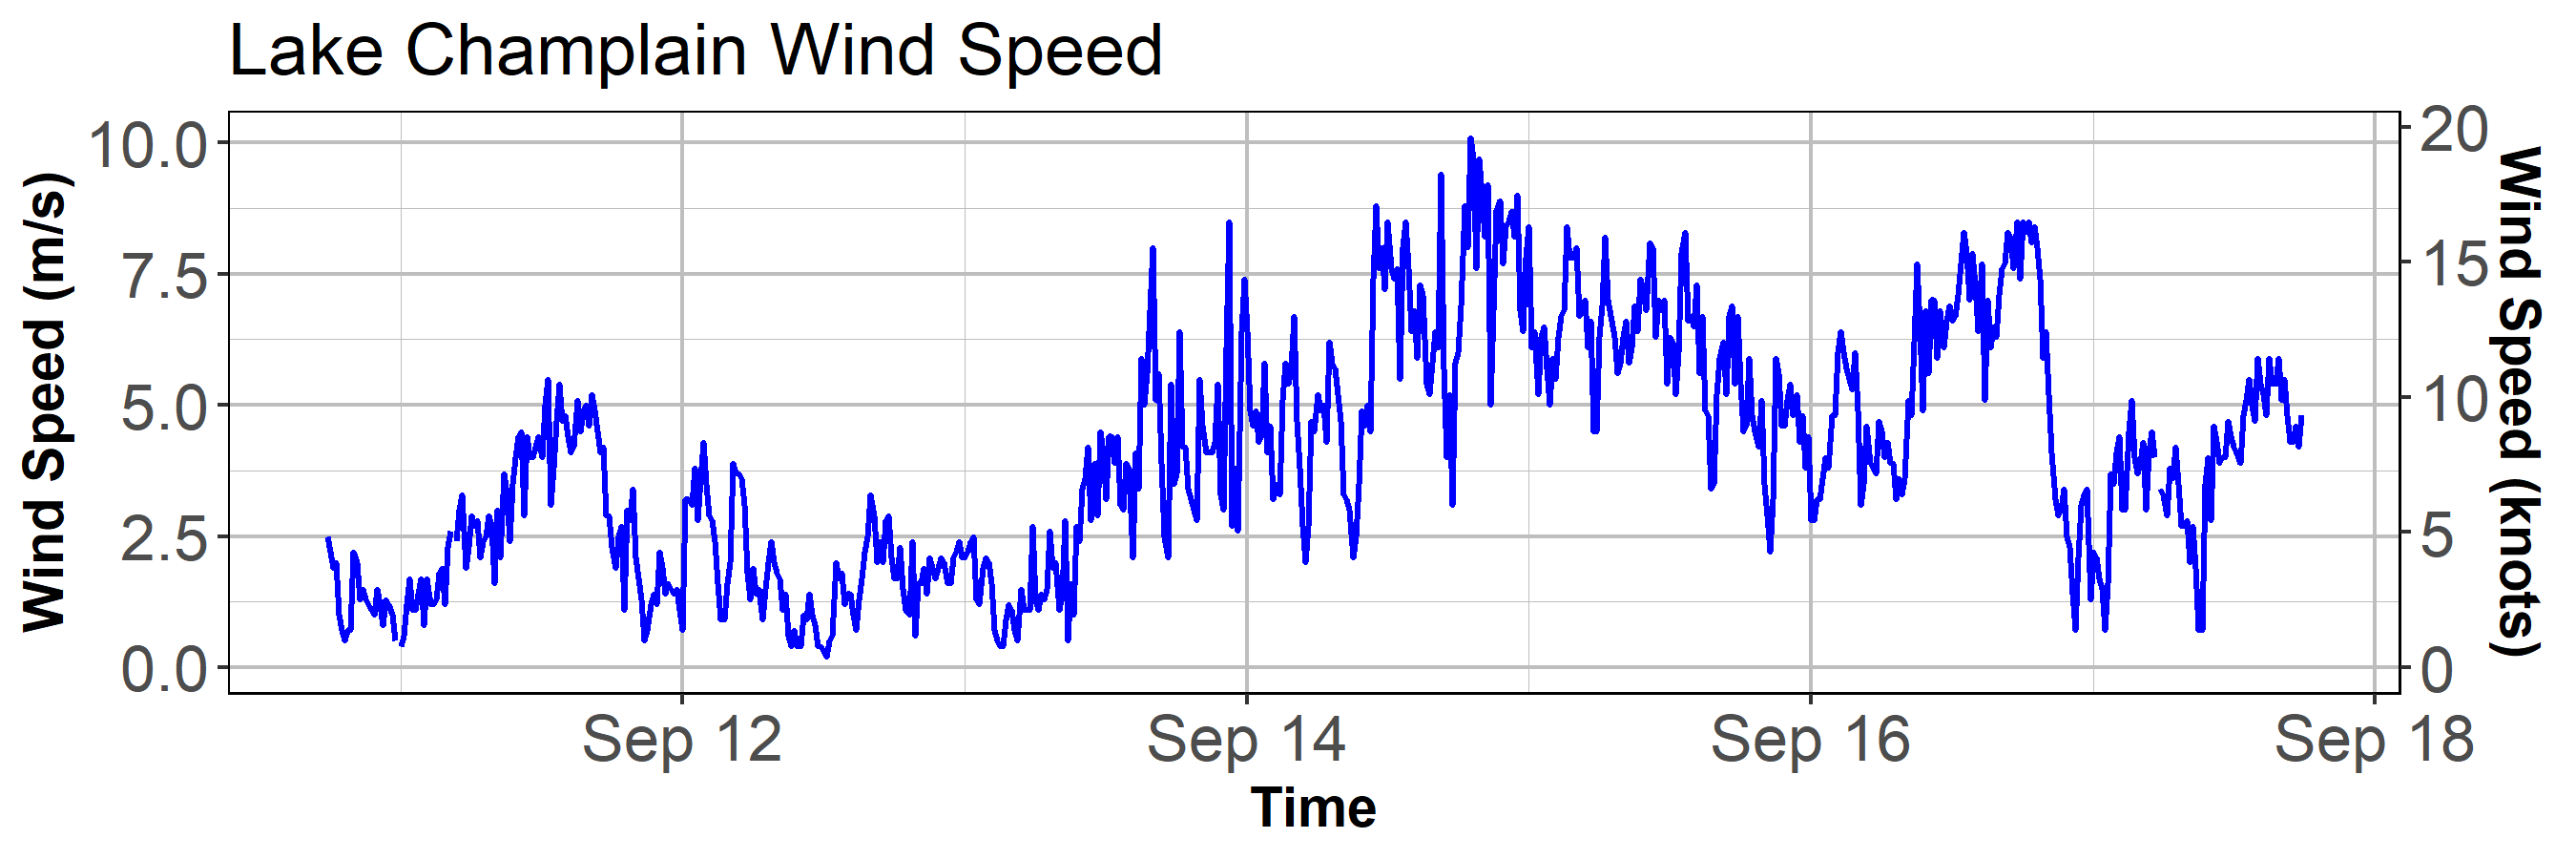 Lake Champlain Wind Speed
Wind Speed (m/s)
10.0
7.5
5.0
2.5
0.0
20
15
10
5
0
Wind Speed (knots)
Sep 12 Sep 14 Sep 16 Sep 18
Time